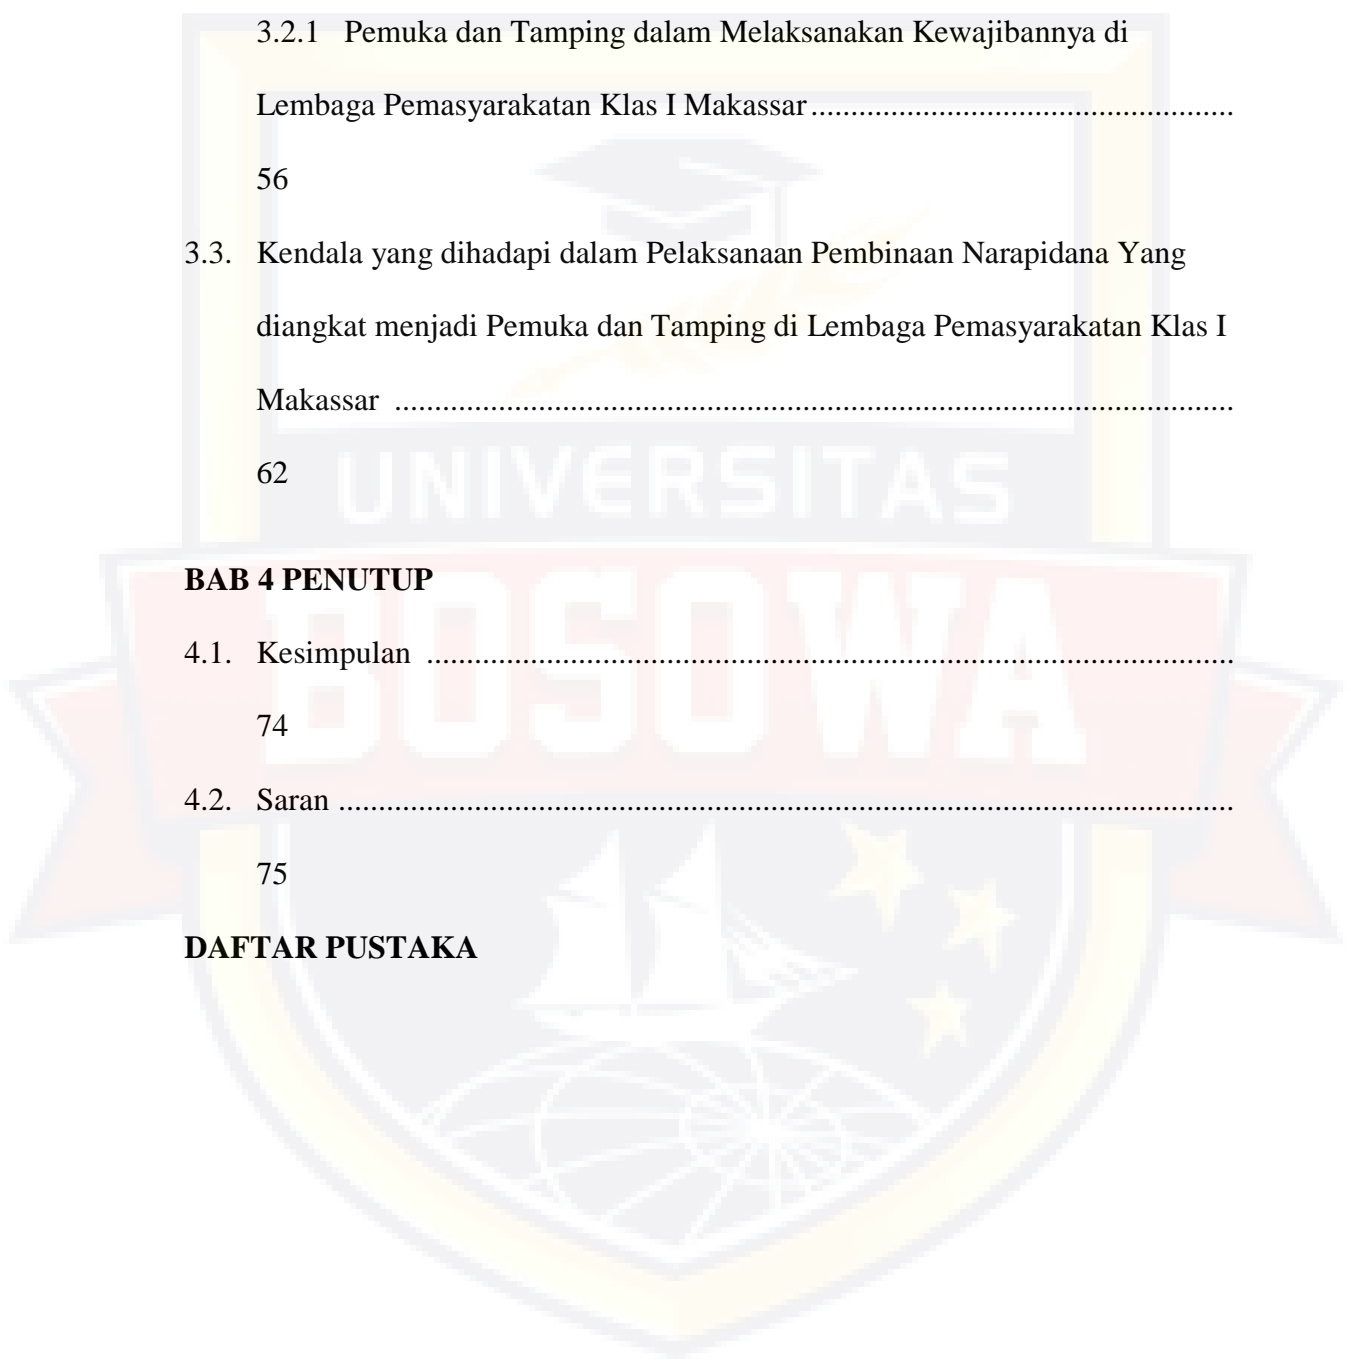 3.2.1 Pemuka dan Tamping dalam Melaksanakan Kewajibannya di
Lembaga Pemasyarakatan Klas I Makassar.....................................................
56
3.3. Kendala yang dihadapi dalam Pelaksanaan Pembinaan Narapidana Yang
diangkat menjadi Pemuka dan Tamping di Lembaga Pemasyarakatan Klas I
Makassar .........................................................................................................
62
UNIVERSITAS
BOSOWA
BAB 4 PENUTUP
4.1. Kesimpulan .....................................................................................................
74
4.2. Saran ................................................................................................................
75
DAFTAR PUSTAKA